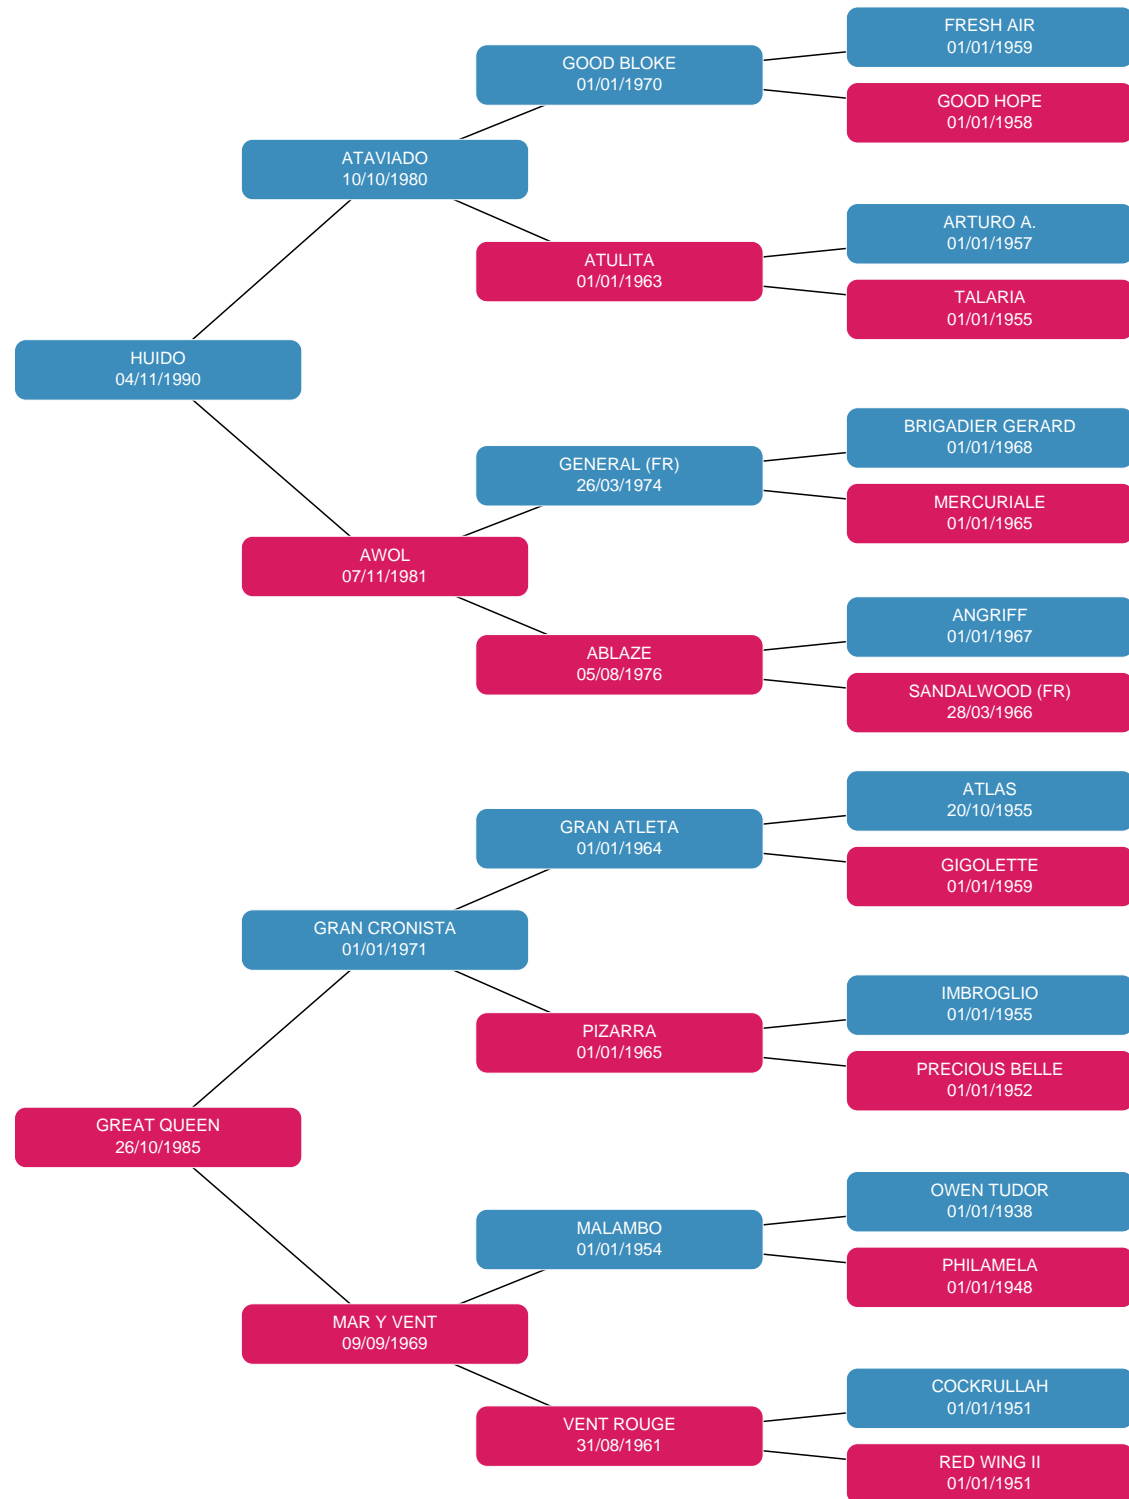 FRESH AIR
01/01/1959
GOOD BLOKE
01/01/1970
GOOD HOPE
01/01/1958
ATAVIADO
10/10/1980
ARTURO A.
01/01/1957
ATULITA
01/01/1963
TALARIA
01/01/1955
HUIDO
04/11/1990
BRIGADIER GERARD
01/01/1968
GENERAL (FR)
26/03/1974
MERCURIALE
01/01/1965
AWOL
07/11/1981
ANGRIFF
01/01/1967
ABLAZE
05/08/1976
SANDALWOOD (FR)
28/03/1966
ATLAS
20/10/1955
GRAN ATLETA
01/01/1964
GIGOLETTE
01/01/1959
GRAN CRONISTA
01/01/1971
IMBROGLIO
01/01/1955
PIZARRA
01/01/1965
PRECIOUS BELLE
01/01/1952
GREAT QUEEN
26/10/1985
OWEN TUDOR
01/01/1938
MALAMBO
01/01/1954
PHILAMELA
01/01/1948
MAR Y VENT
09/09/1969
COCKRULLAH
01/01/1951
VENT ROUGE
31/08/1961
RED WING II
01/01/1951